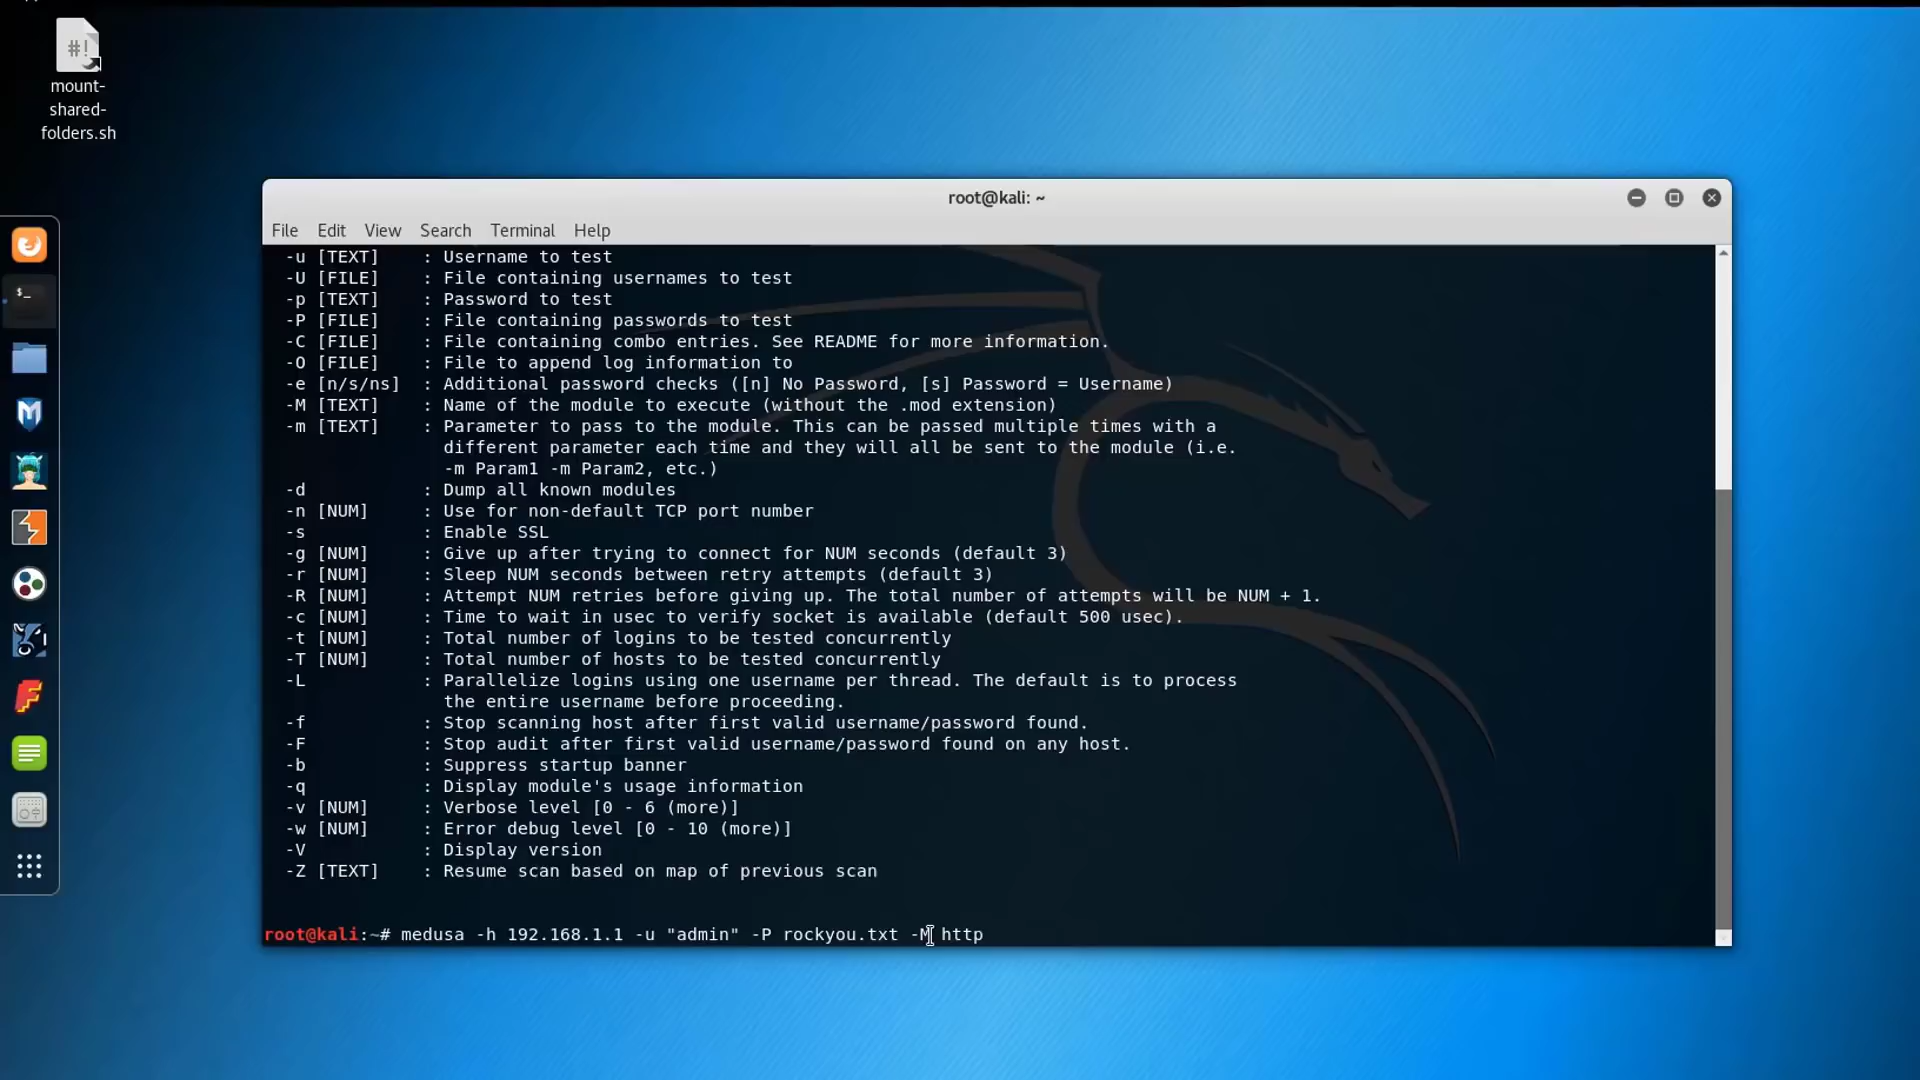 #!
mount-
shared-
folders.sh
root@kali: ~
File Edit View Search Terminal Help
-u [TEXT] : Username to test
-U [FILE] : File containing usernames to test
-p [TEXT] : Password to test
-P [FILE] : File containing passwords to test
-C [FILE] : File containing combo entries. See README for more information.
-O [FILE] : File to append log information to
-e [n/s/ns] : Additional password checks ([n] No Password, [s] Password = Username)
-M [TEXT] : Name of the module to execute (without the .mod extension)
-m [TEXT] : Parameter to pass to the module. This can be passed multiple times with a
different parameter each time and they will all be sent to the module (i.e.
-m Param1 -m Param2, etc.)
-d : Dump all known modules
-n [NUM] : Use for non-default TCP port number
-s : Enable SSL
-g [NUM] : Give up after trying to connect for NUM seconds (default 3)
-r [NUM] : Sleep NUM seconds between retry attempts (default 3)
-R [NUM] : Attempt NUM retries before giving up. The total number of attempts will be NUM + 1.
-c [NUM] : Time to wait in usec to verify socket is available (default 500 usec).
-t [NUM] : Total number of logins to be tested concurrently
-T [NUM] : Total number of hosts to be tested concurrently
-L : Parallelize logins using one username per thread. The default is to process
the entire username before proceeding.
-f : Stop scanning host after first valid username/password found.
-F : Stop audit after first valid username/password found on any host.
-b : Suppress startup banner
-q : Display module's usage information
-v [NUM] : Verbose level [0 - 6 (more)]
-w [NUM] : Error debug level [0 - 10 (more)]
-V : Display version
-Z [TEXT] : Resume scan based on map of previous scan
root@kali:~# medusa -h 192.168.1.1 -u "admin" -P rockyou.txt -M http